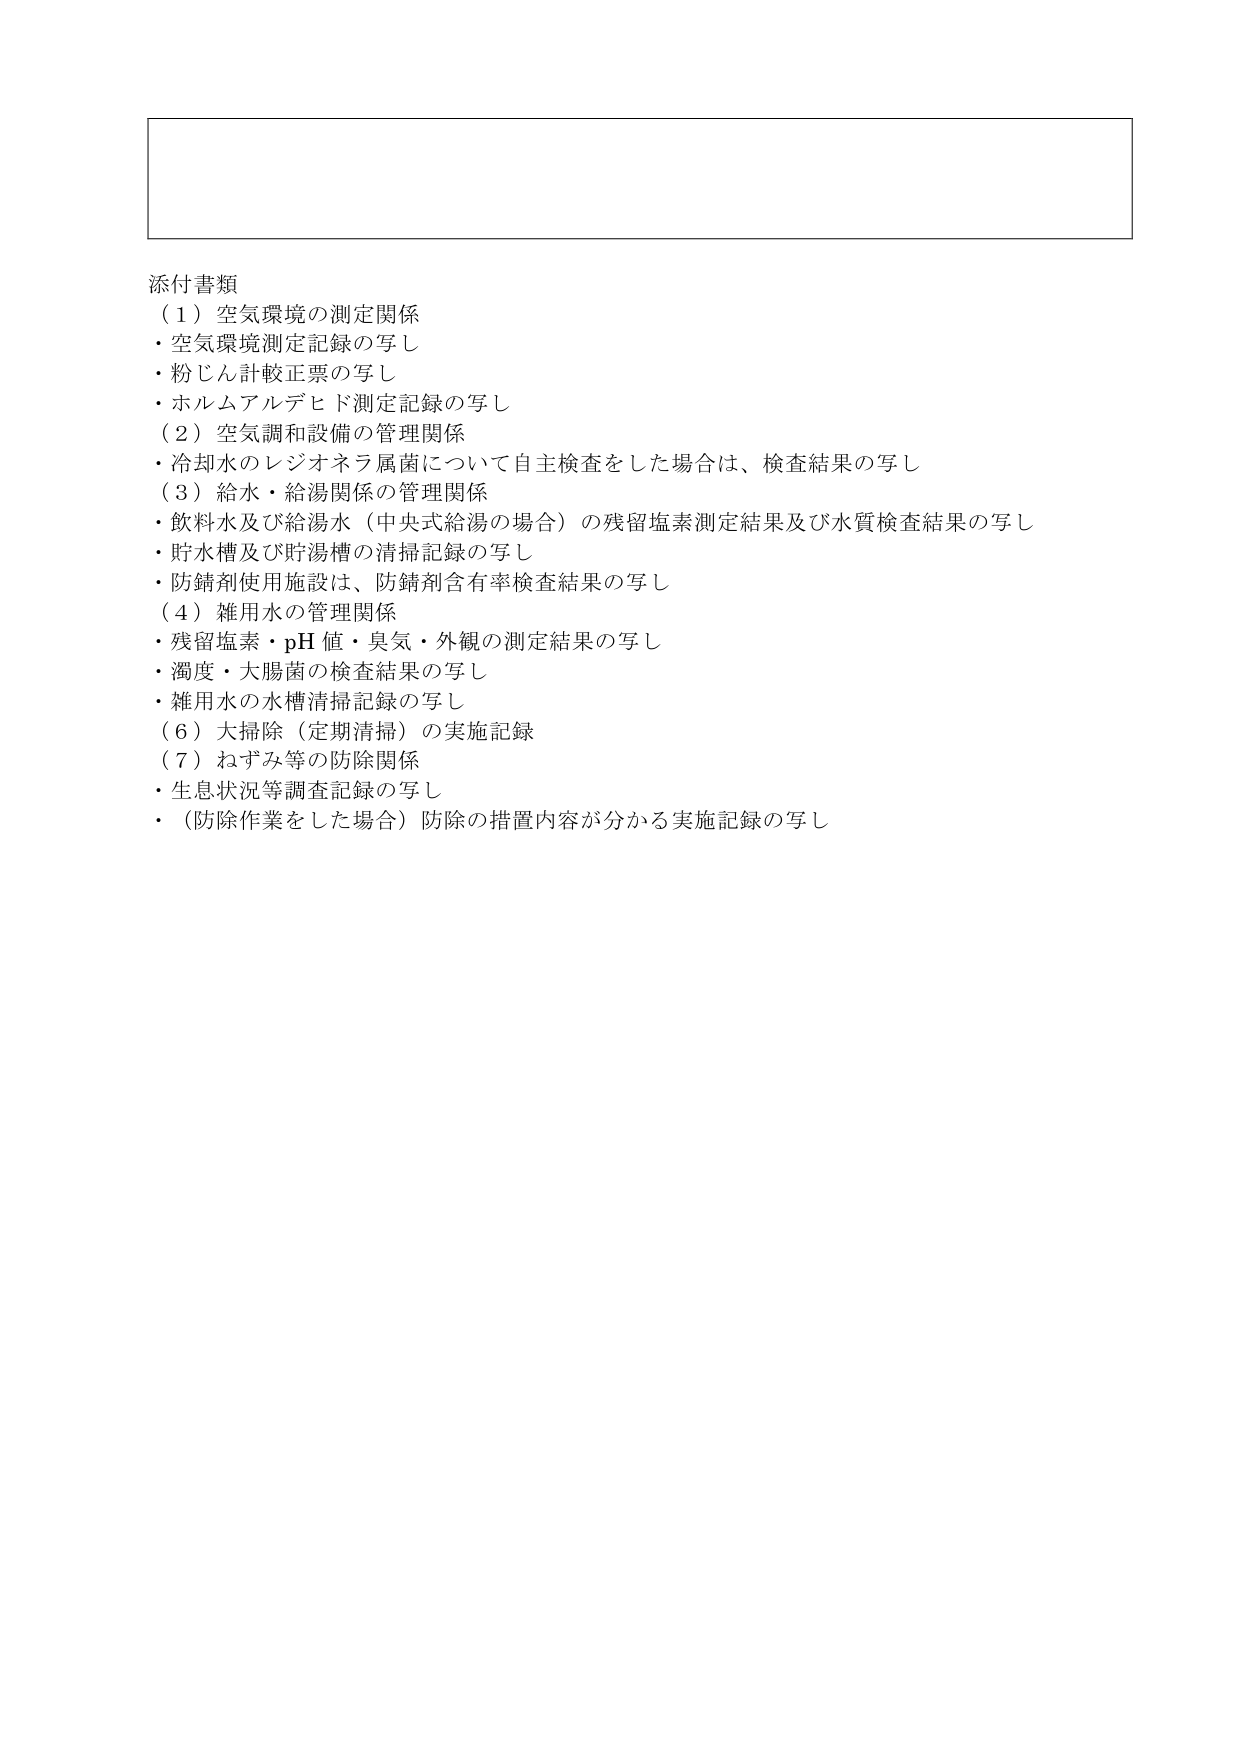 添付書類
（１）空気環境の測定関係
・空気環境測定記録の写し
・粉じん計較正票の写し
・ホルムアルデヒド測定記録の写し
（２）空気調和設備の管理関係
・冷却水のレジオネラ属菌について自主検査をした場合は、検査結果の写し
（３）給水・給湯関係の管理関係
・飲料水及び給湯水（中央式給湯の場合）の残留塩素測定結果及び水質検査結果の写し
・貯水槽及び貯湯槽の清掃記録の写し
・防錆剤使用施設は、防錆剤含有率検査結果の写し
（４）雑用水の管理関係
・残留塩素・pH 値・臭気・外観の測定結果の写し
・濁度・大腸菌の検査結果の写し
・雑用水の水槽清掃記録の写し
（６）大掃除（定期清掃）の実施記録
（７）ねずみ等の防除関係
・生息状況等調査記録の写し
・（防除作業をした場合）防除の措置内容が分かる実施記録の写し